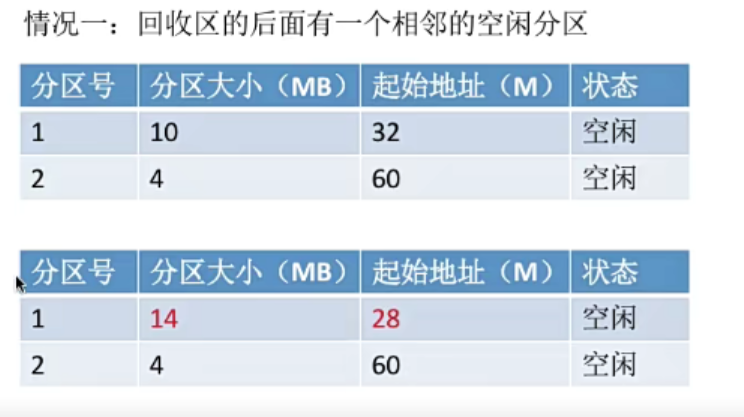 情况一：回收区的后面有一个相邻的空闲分区
分区号 分区大小（MB） 起始地址（M） 状态
1 10 32 空闲
2 4 60 空闲
分区号 分区大小（MB） 起始地址（M） 状态
1 14 28 空闲
2 4 60 空闲